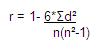 r = 1- 6*Σd²
n(n²-1)